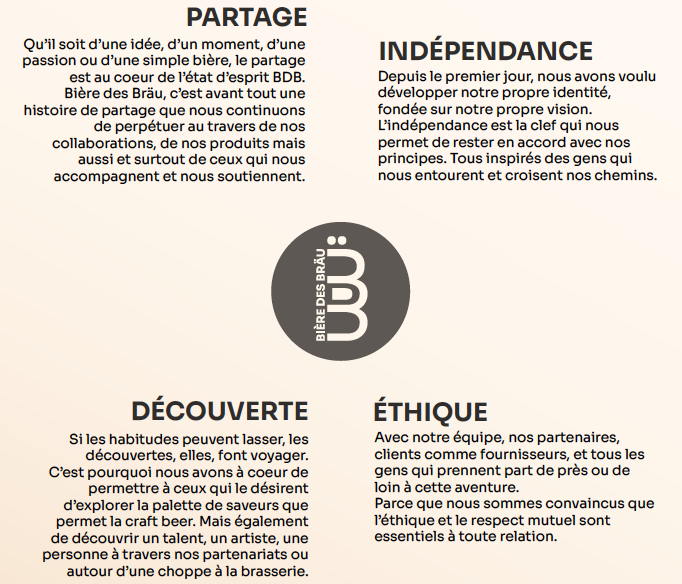 PARTAGE
Qu’il soit d’une idée, d’un moment, d’une
passion ou d’une simple bière, le partage
est au coeur de l’état d’esprit BDB.
Bière des Bräu, c’est avant tout une
histoire de partage que nous continuons
de perpétuer au travers de nos
collaborations, de nos produits mais
aussi et surtout de ceux qui nous
accompagnent et nous soutiennent.
INDÉPENDANCE
Depuis le premier jour, nous avons voulu
développer notre propre identité,
fondée sur notre propre vision.
L’indépendance est la clef qui nous
permet de rester en accord avec nos
principes. Tous inspirés des gens qui
nous entourent et croisent nos chemins.
BIÈRE DES BRÄU
DÉCOUVERTE
Si les habitudes peuvent lasser, les
découvertes, elles, font voyager.
C’est pourquoi nous avons à coeur de
permettre à ceux qui le désirent
d’explorer la palette de saveurs que
permet la craft beer. Mais également
de découvrir un talent, un artiste, une
personne à travers nos partenariats ou
autour d’une choppe à la brasserie.
ÉTHIQUE
Avec notre équipe, nos partenaires,
clients comme fournisseurs, et tous les
gens qui prennent part de près ou de
loin à cette aventure.
Parce que nous sommes convaincus que
l’éthique et le respect mutuel sont
essentiels à toute relation.